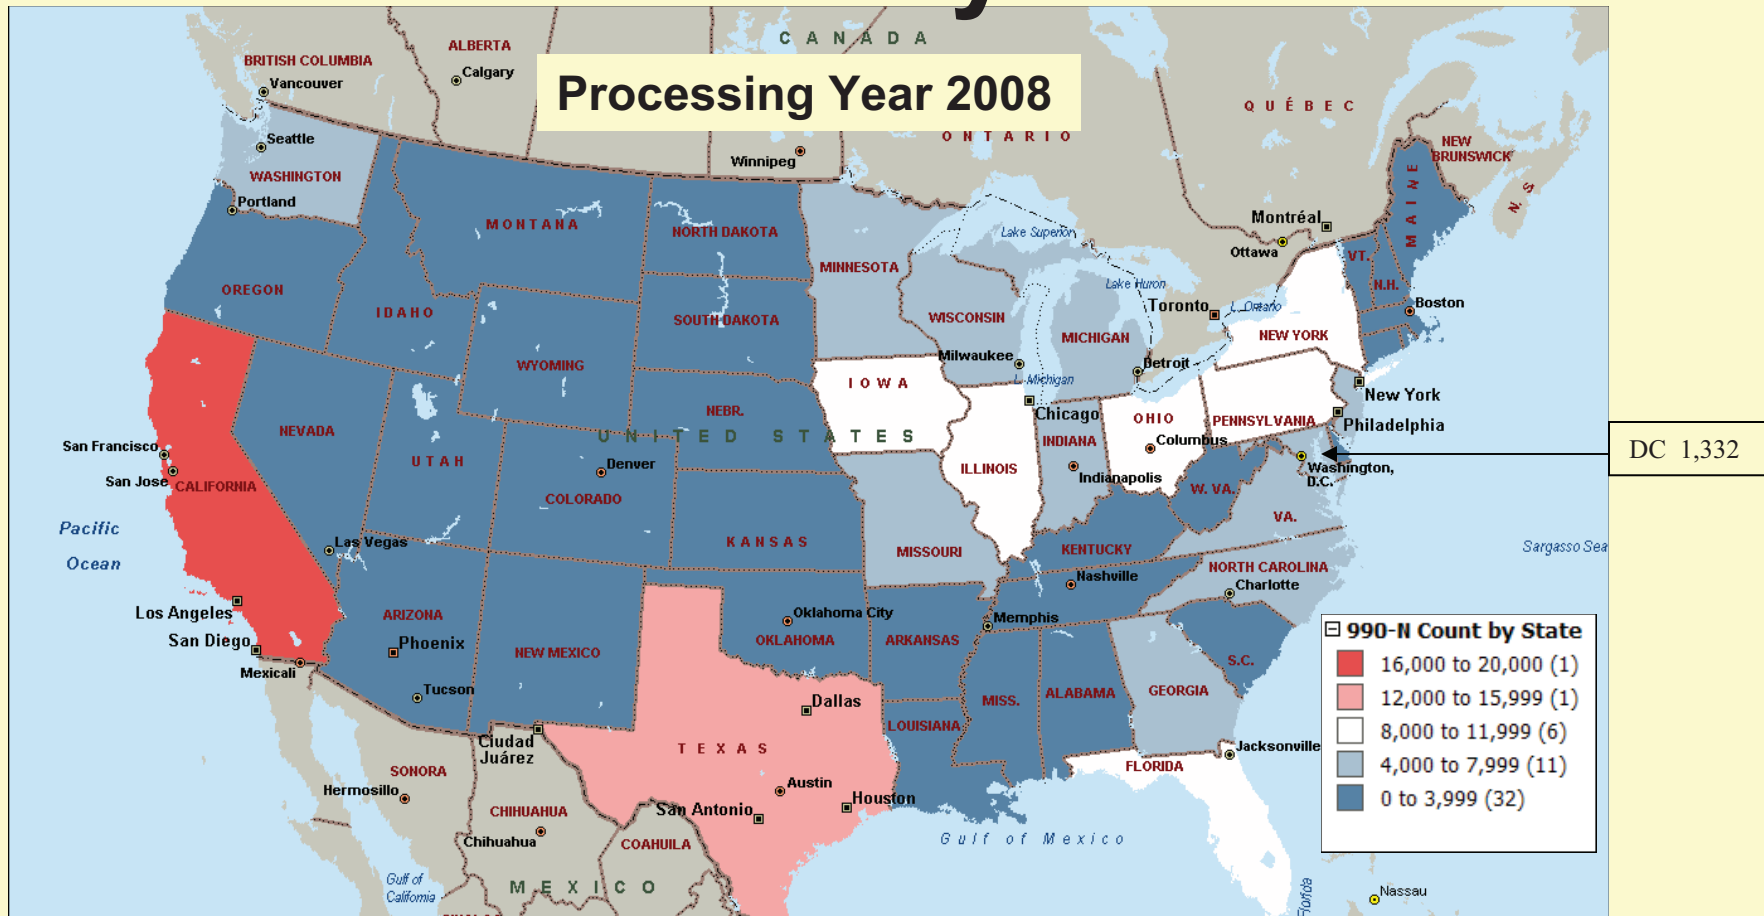 CANADA
ALBERTA
BRITISH COLUMBIA
Calgary
Vancouver
Processing Year 2008
QUÉBEC
ONTARIO
Seattle
Winnipeg
NEW
BRUNSWICK
WASHINGTON
MAINE
N. S.
Portland
MONTANA
NORTH DAKOTA
Lake Superior
Montréal
Ottawa
VT.
MINNESOTA
OREGON
N.H.
Lake Huron
Boston
IDAHO
SOUTH DAKOTA
WISCONSIN
Toronto
L. Ontario
MICHIGAN
NEW YORK
WYOMING
Milwaukee
Detroit
IOWA
L. Michigan
New York
NEBR.
Chicago
OHIO
PENNSYLVANIA
Philadelphia
NEVADA
UNITED STATES
INDIANA
Columbus
San Francisco
UTAH
Denver
ILLINOIS
Washington,
D.C.
DC 1,332
San Jose
CALIFORNIA
COLORADO
Indianapolis
W. VA.
Pacific
Ocean
VA.
Las Vegas
KANSAS
MISSOURI
KENTUCKY
Sargasso Sea
NORTH CAROLINA
Nashville
Charlotte
Los Angeles
ARIZONA
Oklahoma City
Memphis
San Diego
Phoenix
NEW MEXICO
OKLAHOMA
ARKANSAS
S.C.
Mexicali
Tucson
MISS.
ALABAMA
GEORGIA
Dallas
LOUISIANA
Ciudad
Juárez
TEXAS
Jacksonville
FLORIDA
SONORA
Hermosillo
Austin
San Antonio
Houston
CHIHUAHUA
Chihuahua
COAHUILA
Gulf of Mexico
Gulf of
California
MEXICO
Florida
Nassau
990-N Count by State
16,000 to 20,000 (1)
12,000 to 15,999 (1)
8,000 to 11,999 (6)
4,000 to 7,999 (11)
0 to 3,999 (32)